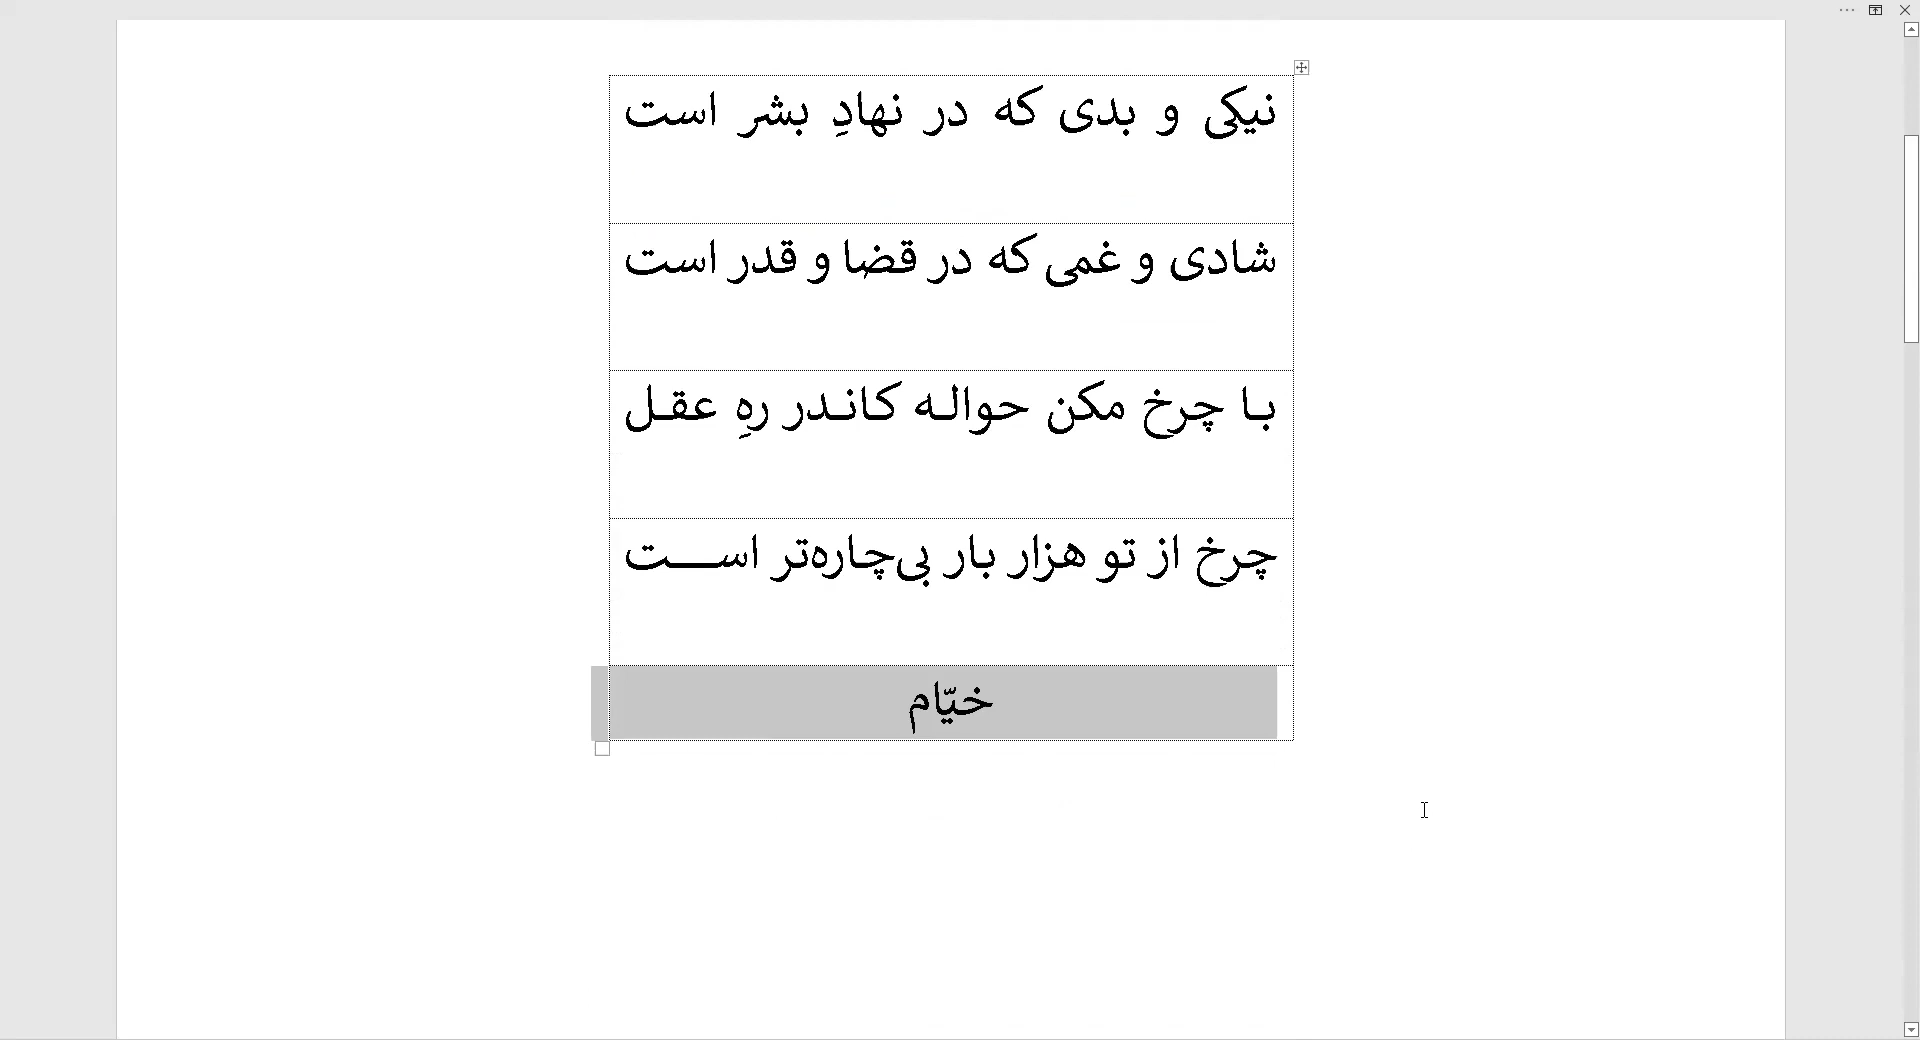 نیکی و بدی که در نهادِ بشر است
شادی و غمی که در قضا و قدر است
بـا چرخ مکن حوالـه کانـدر رهِ عقـل
چرخ از تو هزار بار بی‌چاره‌تر اســـت
خیّام